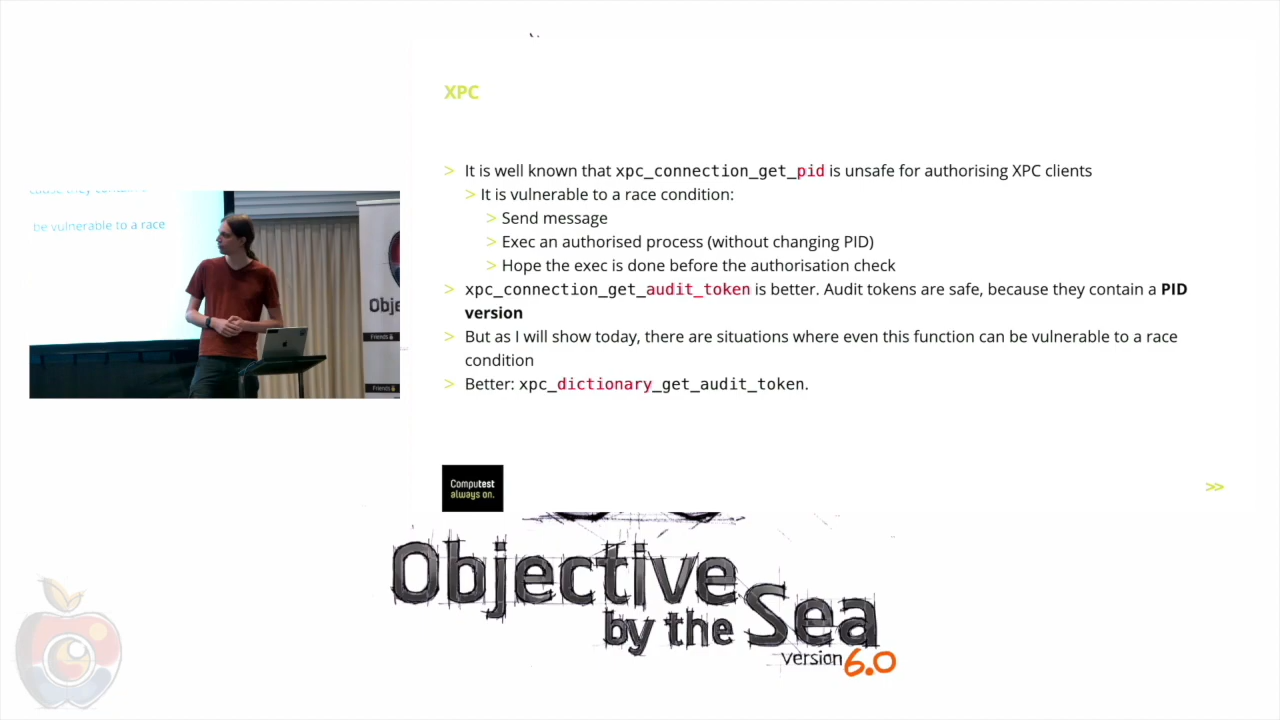 XPC
> It is well known that xpc_connection_get_pid is unsafe for authorising XPC clients
> It is vulnerable to a race condition:
> Send message
> Exec an authorised process (without changing PID)
> Hope the exec is done before the authorisation check
> xpc_connection_get_audit_token is better. Audit tokens are safe, because they contain a PID
version
> But as I will show today, there are situations where even this function can be vulnerable to a race
condition
> Better: xpc_dictionary_get_audit_token.
be vulnerable to a race
Obje
Friends
Friends
Computest
always on.
>>
Objective
by the Sea
version 6.0